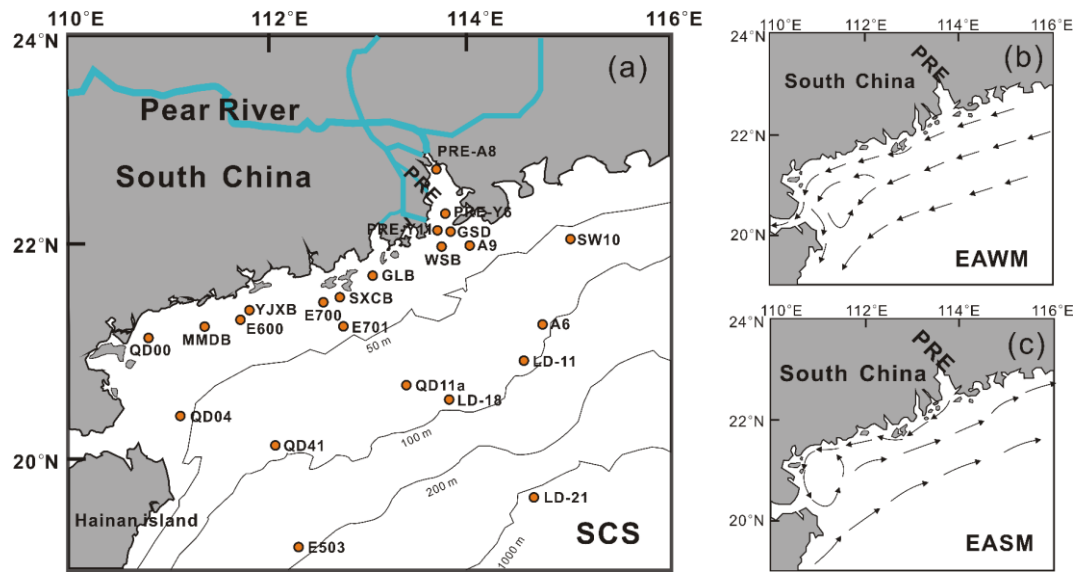 110°E 112°E 114°E 116°E
24°N
22°N
20°N
(a)
Pear River
South China
PRE
PRE-A8
PRE-Y6
PRE-Y11
GSD
WSB
A9
SW10
GLB
SXCB
E700
E701
YJXB
E600
MMDB
QD00
50 m
A6
LD-11
QD11a
LD-18
QD04
100 m
QD41
200 m
LD-21
Hainan island
E503
1000 m
SCS
110°E 112°E 114°E 116°E
24°N
22°N
20°N
(b)
PRE
South China
EAWM
110°E 112°E 114°E 116°E
24°N
22°N
20°N
(c)
PRE
South China
EASM